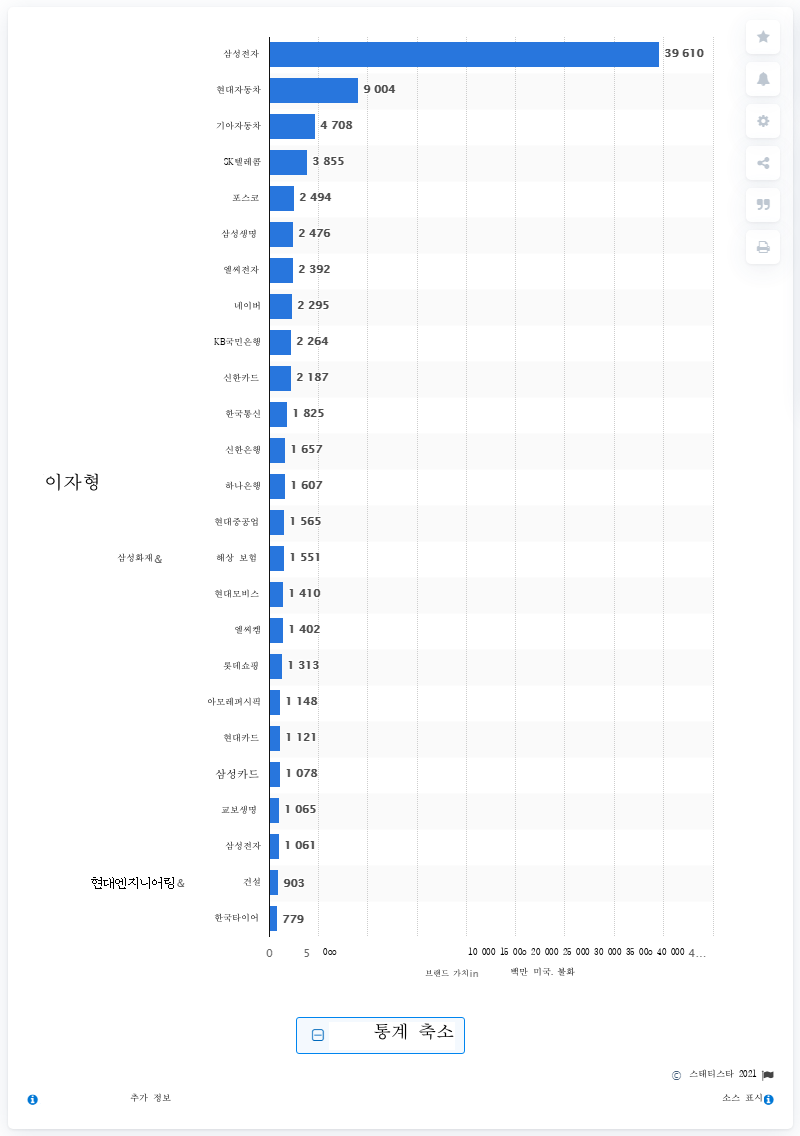 삼성전자 39 610
현대자동차 9 004
기아자동차 4 708
SK텔레콤 3 855
포스코 2 494
삼성생명 2 476
엘씨전자 2 392
네이버 2 295
KB국민은행 2 264
신한카드 2 187
한국통신 1 825
신한은행 1 657
이자형
하나은행 1 607
현대중공업 1 565
삼성화재& 해상 보험 1 551
현대모비스 1 410
엘씨켐 1 402
롯데쇼핑 1 313
아모레퍼시픽 1 148
현대카드 1 121
삼성카드 1 078
교보생명 1 065
삼성전자 1 061
현대엔지니어링& 건설 903
한국타이어 779
0 5 10 000 15 00 20 000 25 000 30 000 35 00 40 000 4...
브랜드 가치in 백만 미국. 불화
통계 축소
© 스태티스타 2021
추가 정보 소스 표시